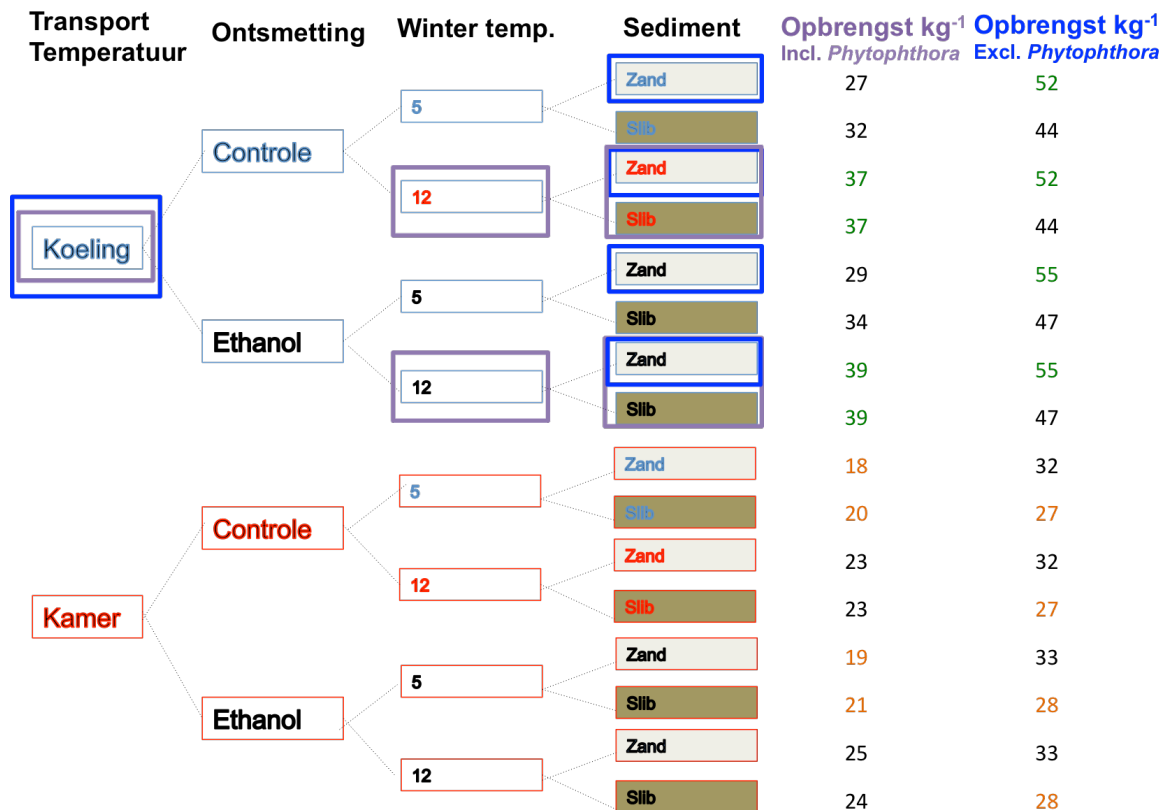 Transport Temperatuur
Ontsmetting
Winter temp.
Sediment
Opbrengst kg-1 Incl. Phytophthora
Opbrengst kg-1 Excl. Phytophthora
Koeling
Controle
5
Zand 27 52
Slib 32 44
12
Zand 37 52
Slib 37 44
Ethanol
5
Zand 29 55
Slib 34 47
12
Zand 39 55
Slib 39 47
Kamer
Controle
5
Zand 18 32
Slib 20 27
12
Zand 23 32
Slib 23 27
Ethanol
5
Zand 19 33
Slib 21 28
12
Zand 25 33
Slib 24 28